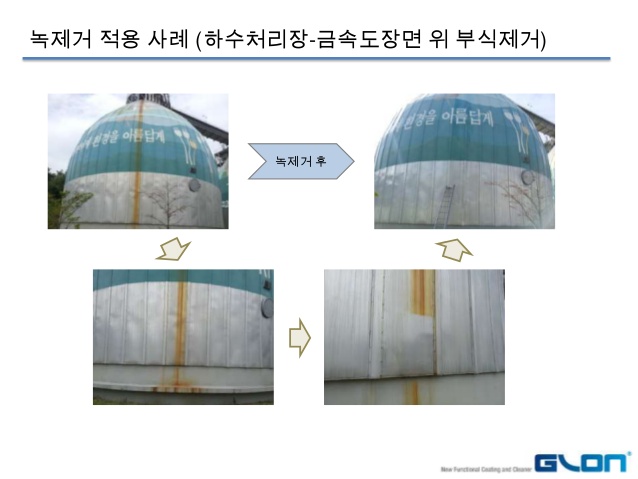 녹제거 적용 사례 (하수처리장-금속도장면 위 부식제거)
환경을 아름답게
녹제거 후
환경을 아름답게
New Functional Coating and Cleaner GLON®